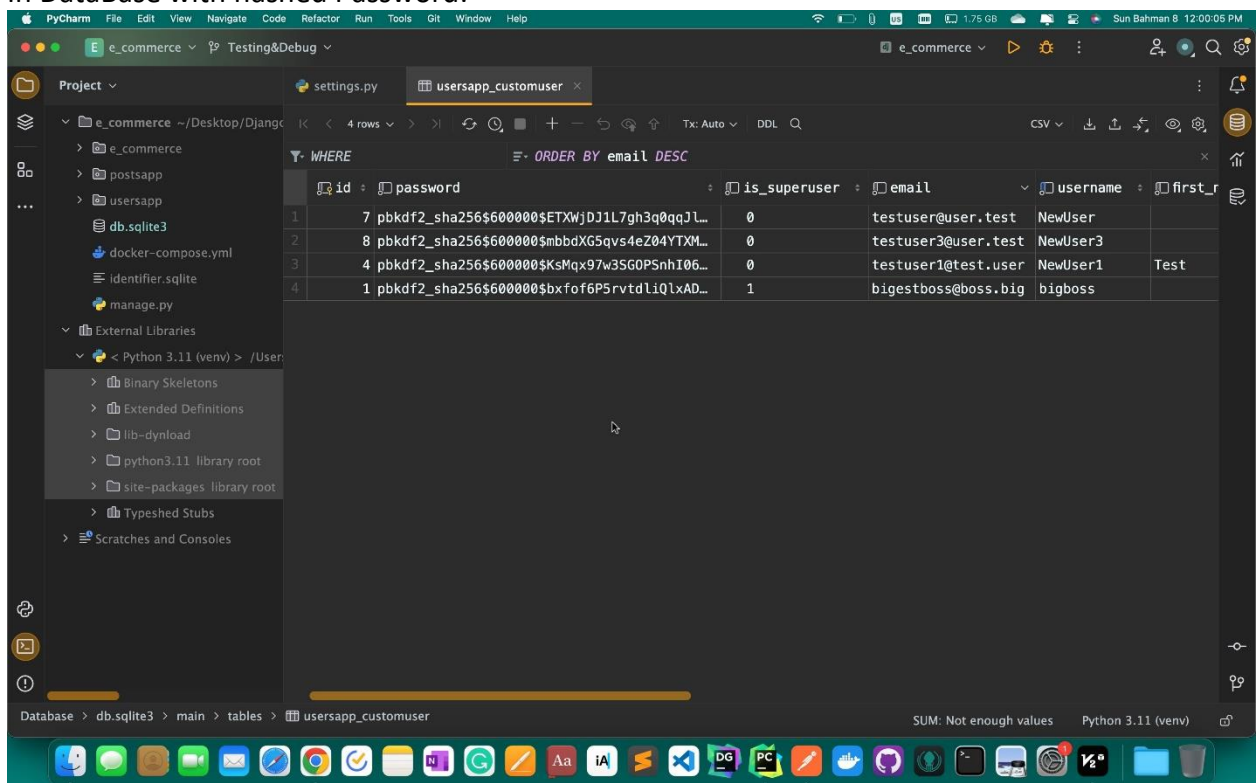 in DataBase with hashed Password.
PyCharm File Edit View Navigate Code Refactor Run Tools Git Window Help US 1.75 GB Sun Bahman 8 12:00:05 PM
E e_commerce Testing&Debug e_commerce
Project settings.py usersapp_customuser
e_commerce ~/Desktop/Djang
4 rows Tx: Auto DDL CSV
e_commerce
WHERE ORDER BY email DESC
postsapp
id password is_superuser email username first_r
usersapp
1 7 pbkdf2_sha256$600000$ETXWjDJ1L7gh3q0qqJl… 0 testuser@user.test NewUser
db.sqlite3
2 8 pbkdf2_sha256$600000$mbbdXG5qvs4eZ04YTXM… 0 testuser3@user.test NewUser3
docker-compose.yml
3 4 pbkdf2_sha256$600000$KsMqx97w3SGOPSnhI06… 0 testuser1@test.user NewUser1 Test
identifier.sqlite
4 1 pbkdf2_sha256$600000$bxfof6P5rvtdliQlxAD… 1 bigestboss@boss.big bigboss
manage.py
External Libraries
< Python 3.11 (venv) > /User
Binary Skeletons
Extended Definitions
lib-dynload
python3.11 library root
site-packages library root
Typeshed Stubs
Scratches and Consoles
Database > db.sqlite3 > main > tables > usersapp_customuser SUM: Not enough values Python 3.11 (venv)
N G Aa iA DG PC